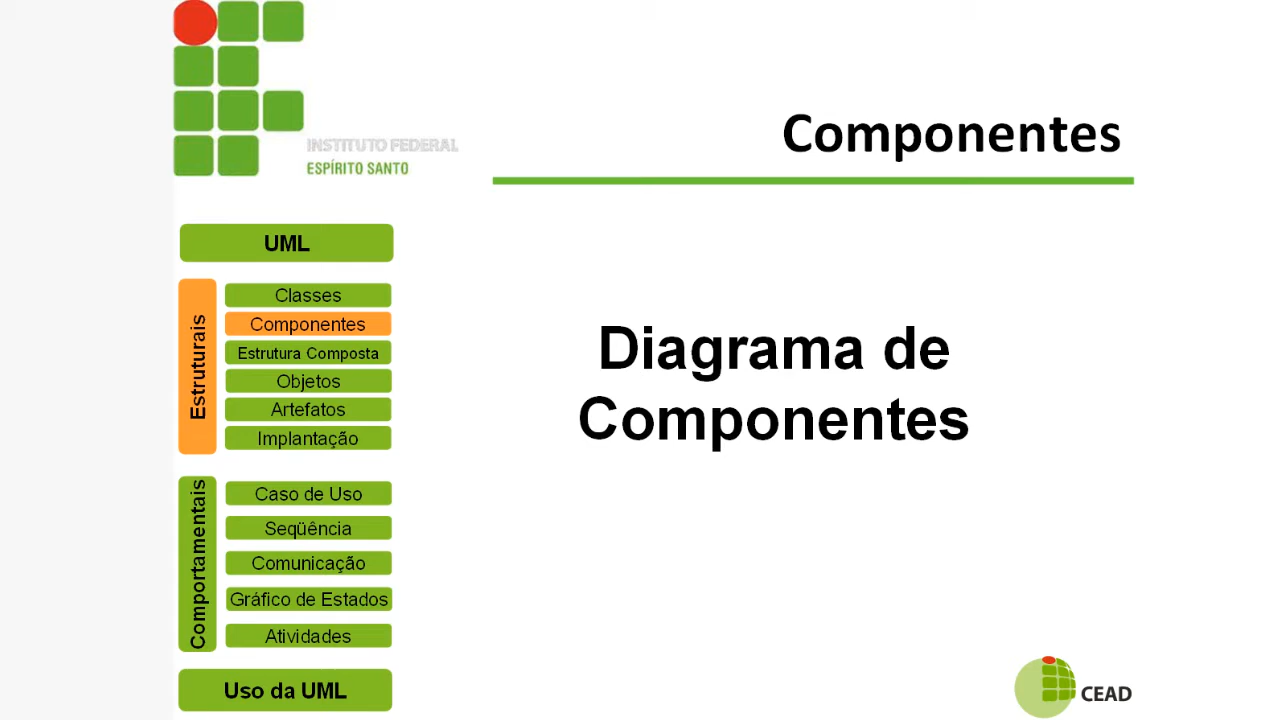 INSTITUTO FEDERAL
ESPÍRITO SANTO
Componentes
UML
Estruturais
Classes
Componentes
Estrutura Composta
Objetos
Artefatos
Implantação
Comportamentais
Caso de Uso
Seqüência
Comunicação
Gráfico de Estados
Atividades
Uso da UML
Diagrama de
Componentes
CEAD